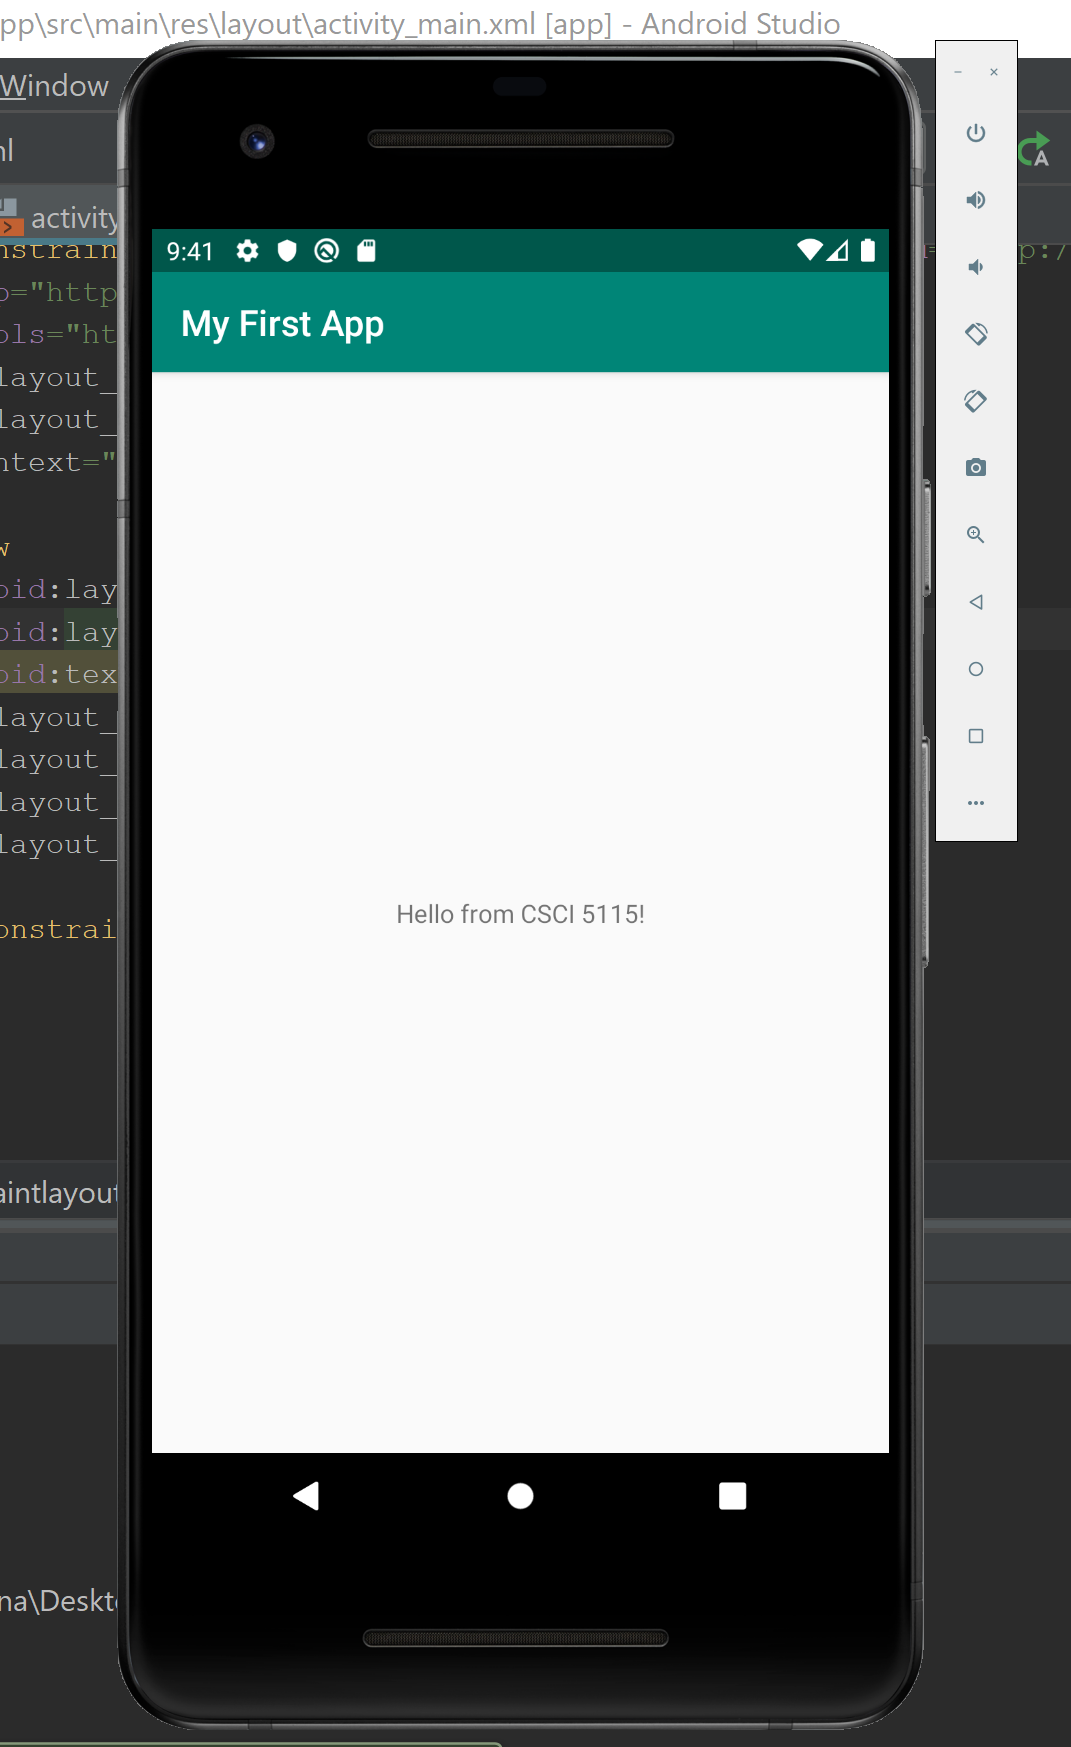 pp\src\main\res\layout\activity_main.xml [app] - Android Studio
Window
activity
9:41
nstrain
p:/
p="http
ols="ht
My First App
layout_
layout_
ntext="
w
oid:lay
oid:lay
oid:tex
layout_
layout_
layout_
layout_
Hello from CSCI 5115!
onstrai
aintlayout
na\Deskto